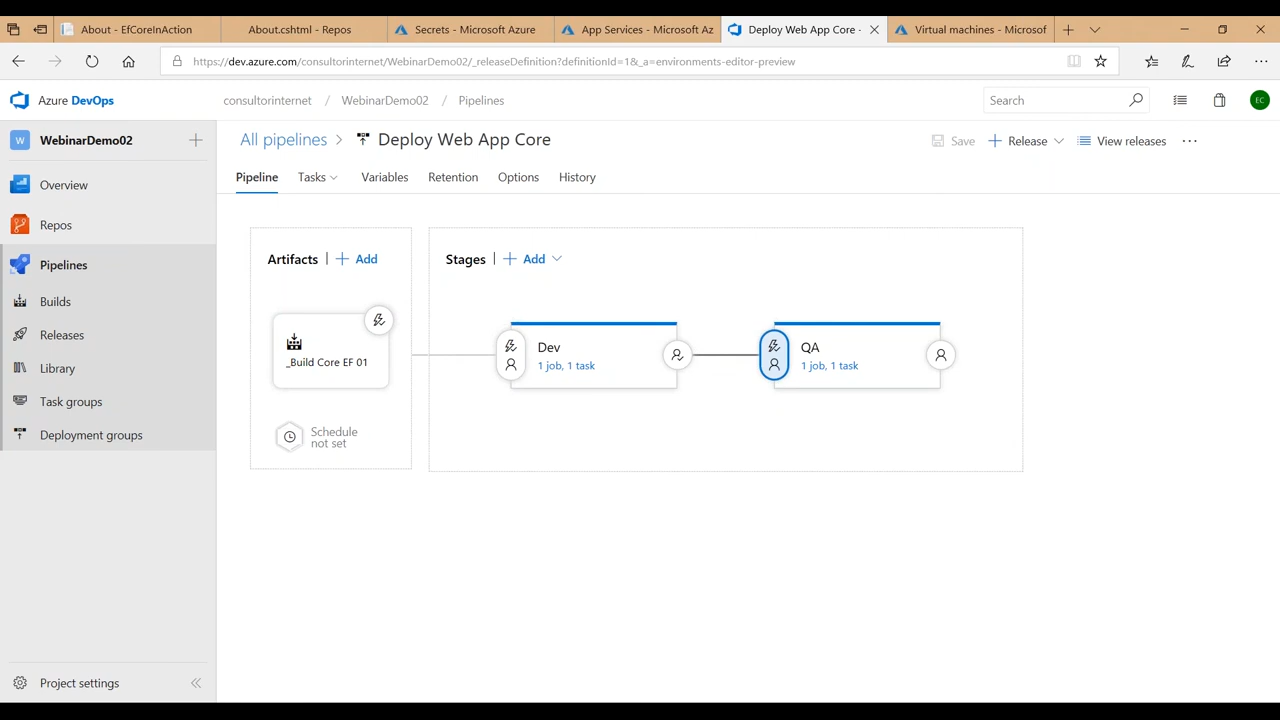 About - EfCoreInAction
About.cshtml - Repos
Secrets - Microsoft Azure
App Services - Microsoft Az
Deploy Web App Core -
Virtual machines - Microsof
https://dev.azure.com/consultorinternet/WebinarDemo02/_releaseDefinition?definitionId=1&_a=environments-editor-preview
Azure DevOps
consultorinternet / WebinarDemo02 / Pipelines
Search
EC
W WebinarDemo02
All pipelines > Deploy Web App Core
Save
Release
View releases
Overview
Repos
Pipelines
Builds
Releases
Library
Task groups
Deployment groups
Project settings
Pipeline
Tasks
Variables
Retention
Options
History
Artifacts | + Add
_Build Core EF 01
Schedule
not set
Stages | + Add
Dev
1 job, 1 task
QA
1 job, 1 task